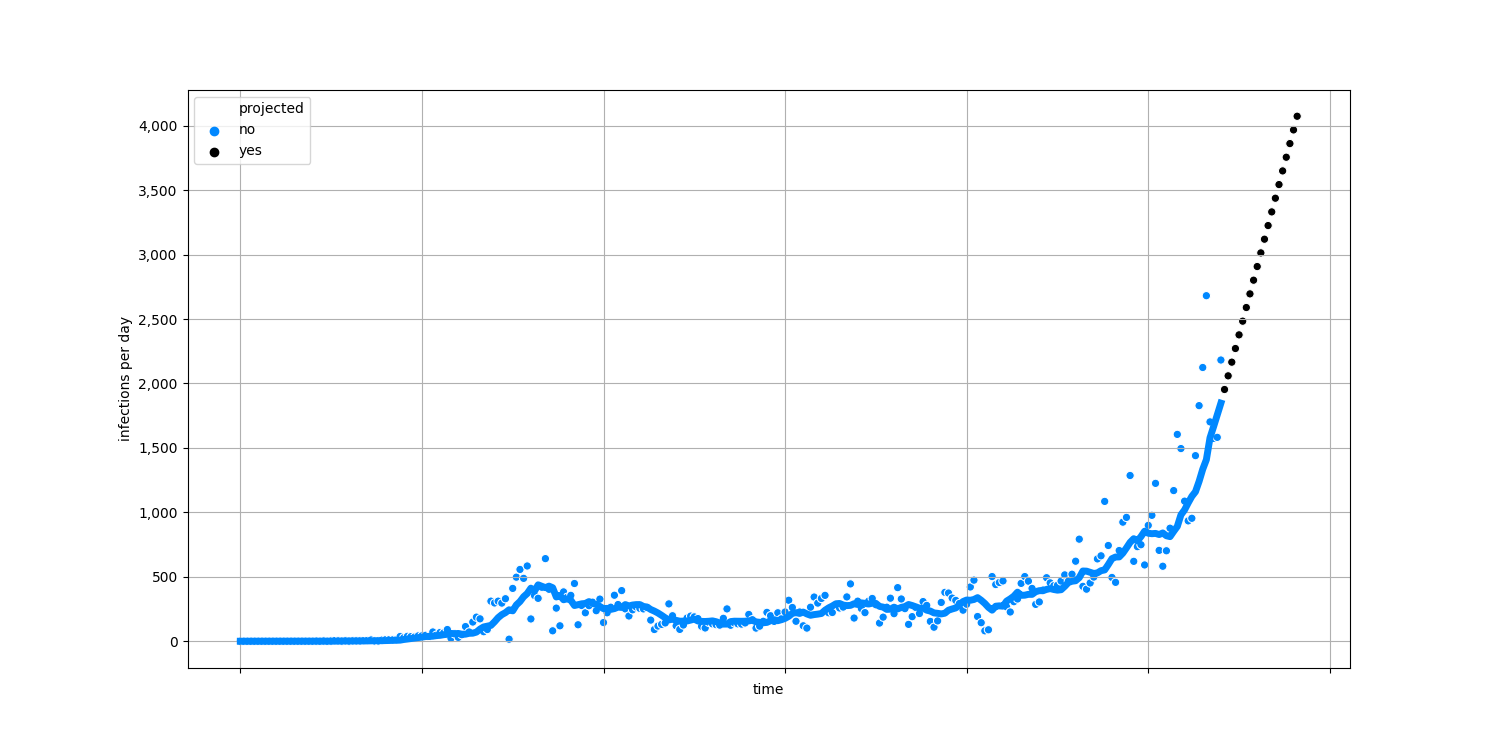 projected
no
yes
4,000
3,500
3,000
2,500
2,000
1,500
1,000
500
0
infections per day
time